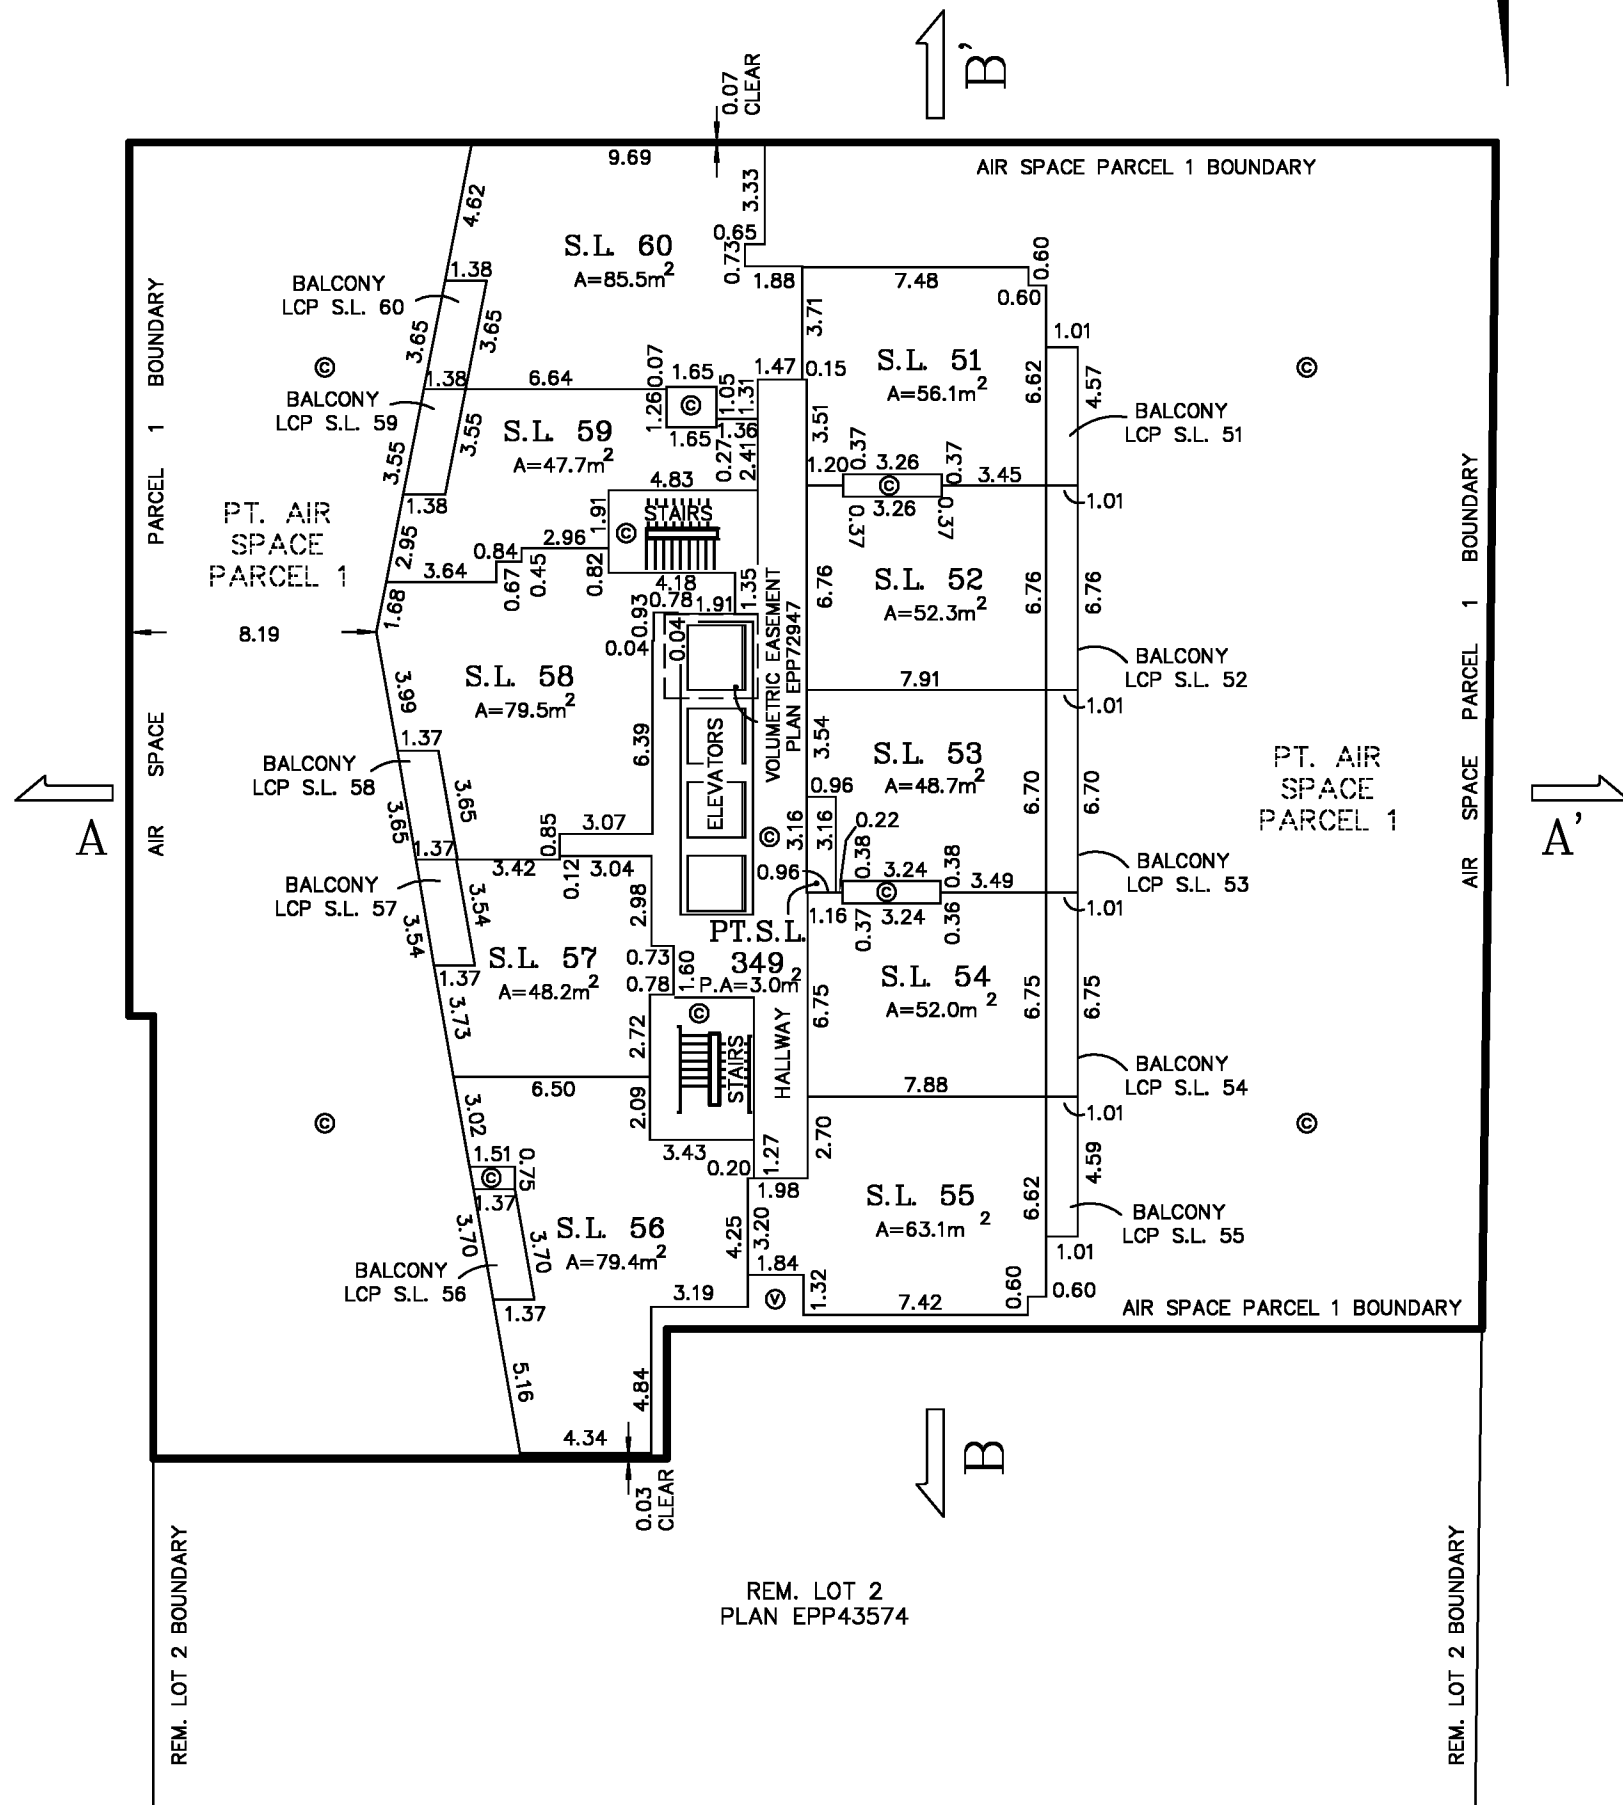 B'
0.07
CLEAR
9.69
AIR SPACE PARCEL 1 BOUNDARY
4.62
3.33
0.65
0.73
S.L. 60
A=85.5m2
1.88
7.48
0.60
0.60
1.38
BALCONY
LCP S.L. 60
3.65
3.65
3.71
1.01
AIR SPACE PARCEL 1 BOUNDARY
©
1.38
6.64
0.07
1.65
1.47
0.15
S.L. 51
A=56.1m2
6.62
4.57
©
BALCONY
LCP S.L. 59
1.26
©
1.05
1.31
1.65
1.36
3.51
BALCONY
LCP S.L. 51
S.L. 59
A=47.7m2
3.55
3.55
0.27
2.41
1.20
0.37
3.26
0.37
3.45
©
3.26
0.37
0.37
1.01
1.38
4.83
1.91
STAIRS
©
PT. AIR
SPACE
PARCEL 1
2.95
3.64
0.84
2.96
0.67
0.45
0.82
4.18
1.35
0.78
1.91
0.93
0.04
0.04
1.68
8.19
VOLUMETRIC EASEMENT
PLAN EPP72947
6.76
S.L. 52
A=52.3m2
6.76
6.76
BALCONY
LCP S.L. 52
7.91
1.01
S.L. 58
A=79.5m2
3.99
6.39
ELEVATORS
1.37
BALCONY
LCP S.L. 58
3.65
3.65
3.54
S.L. 53
A=48.7m2
6.70
6.70
PT. AIR
SPACE
PARCEL 1
A
A'
0.96
3.16
3.16
©
0.22
0.85
3.07
1.37
3.42
0.12
3.04
0.96
0.38
3.24
0.38
3.49
©
BALCONY
LCP S.L. 53
1.16
0.37
3.24
0.36
1.01
BALCONY
LCP S.L. 57
3.54
3.54
2.98
PT.S.L.
349
P.A=3.0m2
S.L. 57
A=48.2m2
0.73
1.60
0.78
1.37
3.73
S.L. 54
A=52.0m2
6.75
6.75
6.75
©
2.72
STAIRS
HALLWAY
BALCONY
LCP S.L. 54
6.50
7.88
1.01
3.02
2.09
3.43
0.20
1.27
2.70
1.98
©
©
1.51
©
0.75
1.37
3.70
3.70
S.L. 56
A=79.4m2
4.25
3.20
S.L. 55
A=63.1m2
6.62
4.59
BALCONY
LCP S.L. 55
1.01
BALCONY
LCP S.L. 56
1.37
3.19
1.84
Ⓥ
1.32
7.42
0.60
0.60
AIR SPACE PARCEL 1 BOUNDARY
5.16
4.84
4.34
0.03
CLEAR
B
AIR SPACE PARCEL 1 BOUNDARY
REM. LOT 2
PLAN EPP43574
REM. LOT 2 BOUNDARY
REM. LOT 2 BOUNDARY